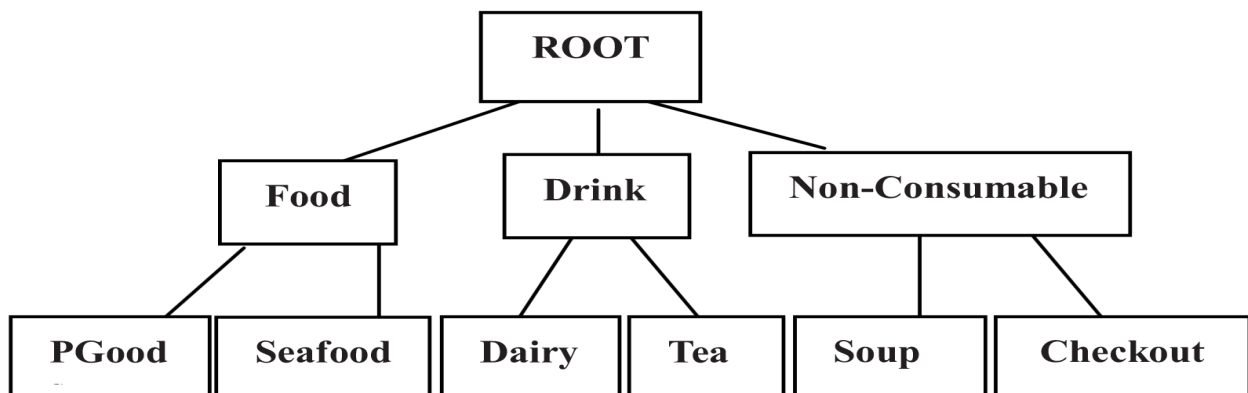 ROOT
Food
Drink
Non-Consumable
PGood
Seafood
Dairy
Tea
Soup
Checkout